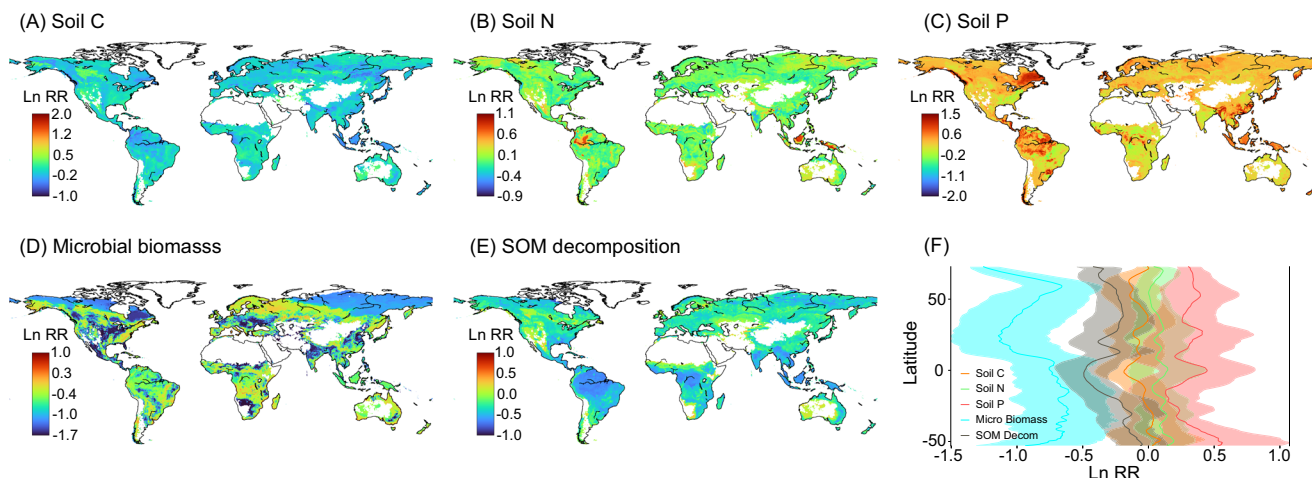 (A) Soil C
Ln RR
2.0
1.2
0.5
-0.2
-1.0
(B) Soil N
Ln RR
1.1
0.6
0.1
-0.4
-0.9
(C) Soil P
Ln RR
1.5
0.6
-1.2
-1.1
-2.0
(D) Microbial biomasss
Ln RR
1.0
0.3
-0.4
-1.0
-1.7
(E) SOM decomposition
Ln RR
1.0
0.5
0.0
-0.5
-1.0
(F)
Latitude
50
0
-50
Soil C
Soil N
Soil P
Micro Biomass
SOM Decom
-1.5 -1.0 -0.5 0.0 0.5 1.0
Ln RR